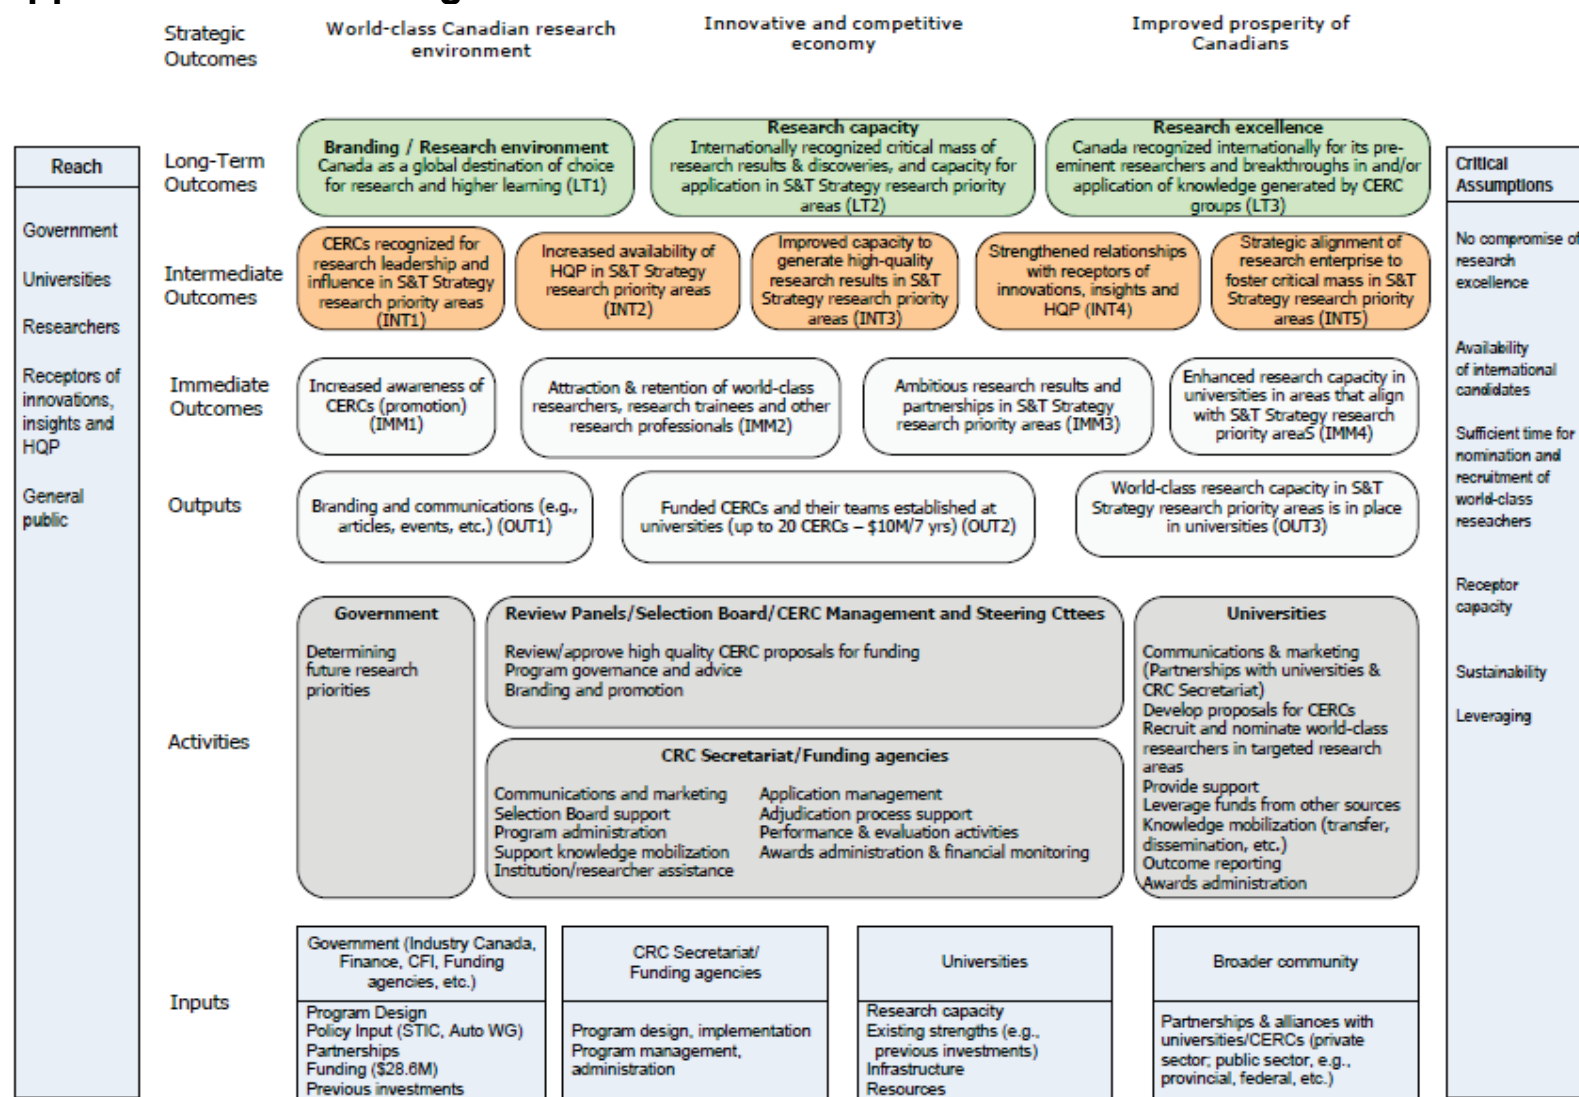 Strategic
Outcomes
World-class Canadian research
environment
Innovative and competitive
economy
Improved prosperity of
Canadians
Reach
Government
Universities
Researchers
Receptors of
innovations,
insights and
HQP
General
public
Long-Term
Outcomes
Branding / Research environment
Canada as a global destination of choice
for research and higher learning (LT1)
Research capacity
Internationally recognized critical mass of
research results & discoveries, and capacity for
application in S&T Strategy research priority
areas (LT2)
Research excellence
Canada recognized internationally for its pre-
eminent researchers and breakthroughs in and/or
application of knowledge generated by CERC
groups (LT3)
Intermediate
Outcomes
CERCs recognized for
research leadership and
influence in S&T Strategy
research priority areas
(INT1)
Increased availability of
HQP in S&T Strategy
research priority areas
(INT2)
Improved capacity to
generate high-quality
research results in S&T
Strategy research priority
areas (INT3)
Strengthened relationships
with receptors of
innovations, insights and
HQP (INT4)
Strategic alignment of
research enterprise to
foster critical mass in S&T
Strategy research priority
areas (INT5)
Immediate
Outcomes
Increased awareness of
CERCs (promotion)
(IMM1)
Attraction & retention of world-class
researchers, research trainees and other
research professionals (IMM2)
Ambitious research results and
partnerships in S&T Strategy
research priority areas (IMM3)
Enhanced research capacity in
universities in areas that align
with S&T Strategy research
priority areaS (IMM4)
Outputs
Branding and communications (e.g.,
articles, events, etc.) (OUT1)
Funded CERCs and their teams established at
universities (up to 20 CERCs – $10M/7 yrs) (OUT2)
World-class research capacity in S&T
Strategy research priority areas is in place
in universities (OUT3)
Activities
Government
Determining
future research
priorities
Review Panels/Selection Board/CERC Management and Steering Cttees
Review/approve high quality CERC proposals for funding
Program governance and advice
Branding and promotion
CRC Secretariat/Funding agencies
Communications and marketing
Selection Board support
Program administration
Support knowledge mobilization
Institution/researcher assistance
Application management
Adjudication process support
Performance & evaluation activities
Awards administration & financial monitoring
Universities
Communications & marketing
(Partnerships with universities &
CRC Secretariat)
Develop proposals for CERCs
Recruit and nominate world-class
researchers in targeted research
areas
Provide support
Leverage funds from other sources
Knowledge mobilization (transfer,
dissemination, etc.)
Outcome reporting
Awards administration
Inputs
Government (Industry Canada,
Finance, CFI, Funding
agencies, etc.)
Program Design
Policy Input (STIC, Auto WG)
Partnerships
Funding ($28.6M)
Previous investments
CRC Secretariat/
Funding agencies
Program design, implementation
Program management,
administration
Universities
Research capacity
Existing strengths (e.g.,
previous investments)
Infrastructure
Resources
Broader community
Partnerships & alliances with
universities/CERCs (private
sector; public sector, e.g.,
provincial, federal, etc.)
Critical
Assumptions
No compromise of
research
excellence
Availability
of international
candidates
Sufficient time for
nomination and
recruitment of
world-class
reseachers
Receptor
capacity
Sustainability
Leveraging